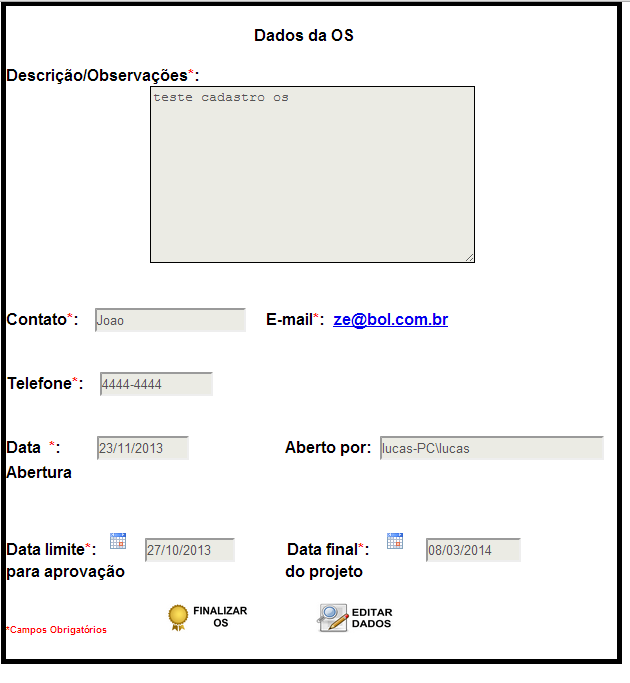 Dados da OS
Descrição/Observações*:
teste cadastro os
Contato*: Joao E-mail*: ze@bol.com.br
Telefone*: 4444-4444
Data *: 23/11/2013 Aberto por: lucas-PC\lucas
Abertura
Data limite*: 27/10/2013 Data final*: 08/03/2014
para aprovação do projeto
*Campos Obrigatórios FINALIZAR OS EDITAR DADOS